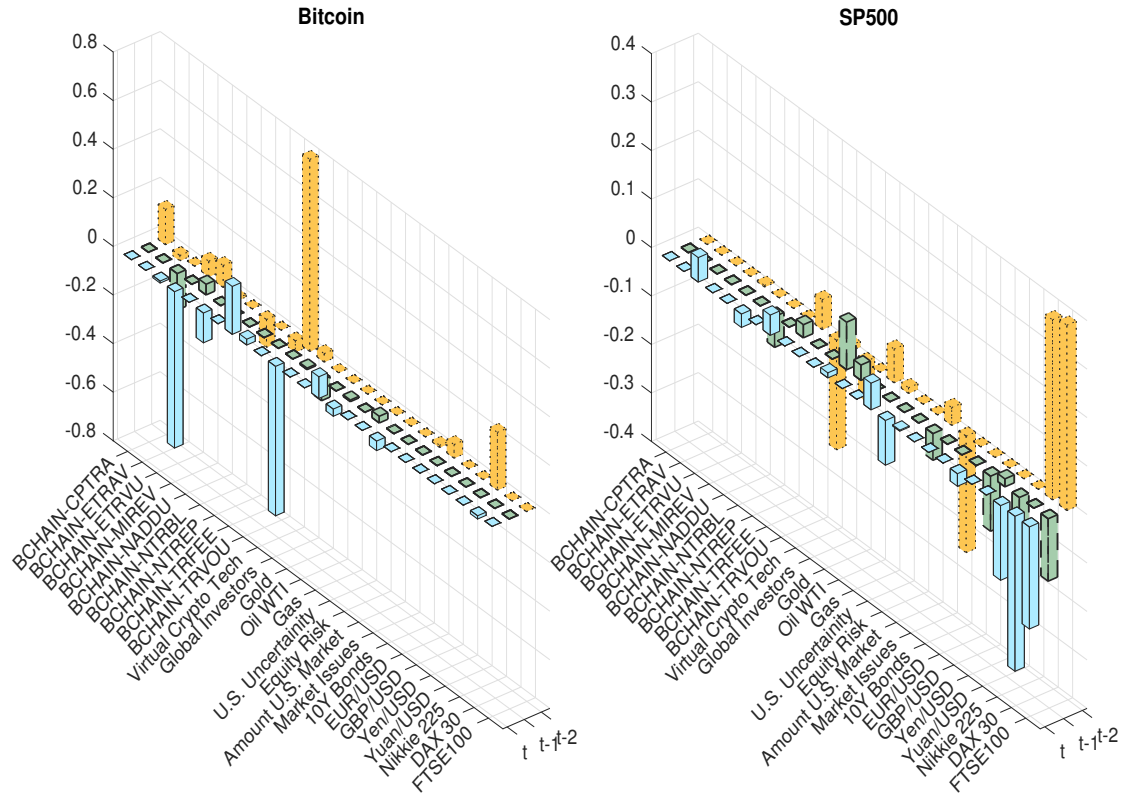 Bitcoin
0.8
0.6
0.4
0.2
0
-0.2
-0.4
-0.6
-0.8
BCHAIN-CPTRA
BCHAIN-ETRAV
BCHAIN-ETRVU
BCHAIN-MIREV
BCHAIN-NADDU
BCHAIN-NTRBL
BCHAIN-NTREP
BCHAIN-TRFEE
BCHAIN-TRVOU
Virtual Crypto Tech
Global Investors
Gold
Oil WTI
Gas
U.S. Uncertainity
Equity Risk
Amount U.S. Market
Market Issues
10Y Bonds
EUR/USD
GBP/USD
Yen/USD
Yuan/USD
Nikkie 225
DAX 30
FTSE100
t
t-1
t-2
SP500
0.4
0.3
0.2
0.1
0
-0.1
-0.2
-0.3
-0.4
BCHAIN-CPTRA
BCHAIN-ETRAV
BCHAIN-ETRVU
BCHAIN-MIREV
BCHAIN-NADDU
BCHAIN-NTRBL
BCHAIN-NTREP
BCHAIN-TRFEE
BCHAIN-TRVOU
Virtual Crypto Tech
Global Investors
Gold
Oil WTI
Gas
U.S. Uncertainity
Equity Risk
Amount U.S. Market
Market Issues
10Y Bonds
EUR/USD
GBP/USD
Yen/USD
Yuan/USD
Nikkie 225
DAX 30
FTSE100
t
t-1
t-2